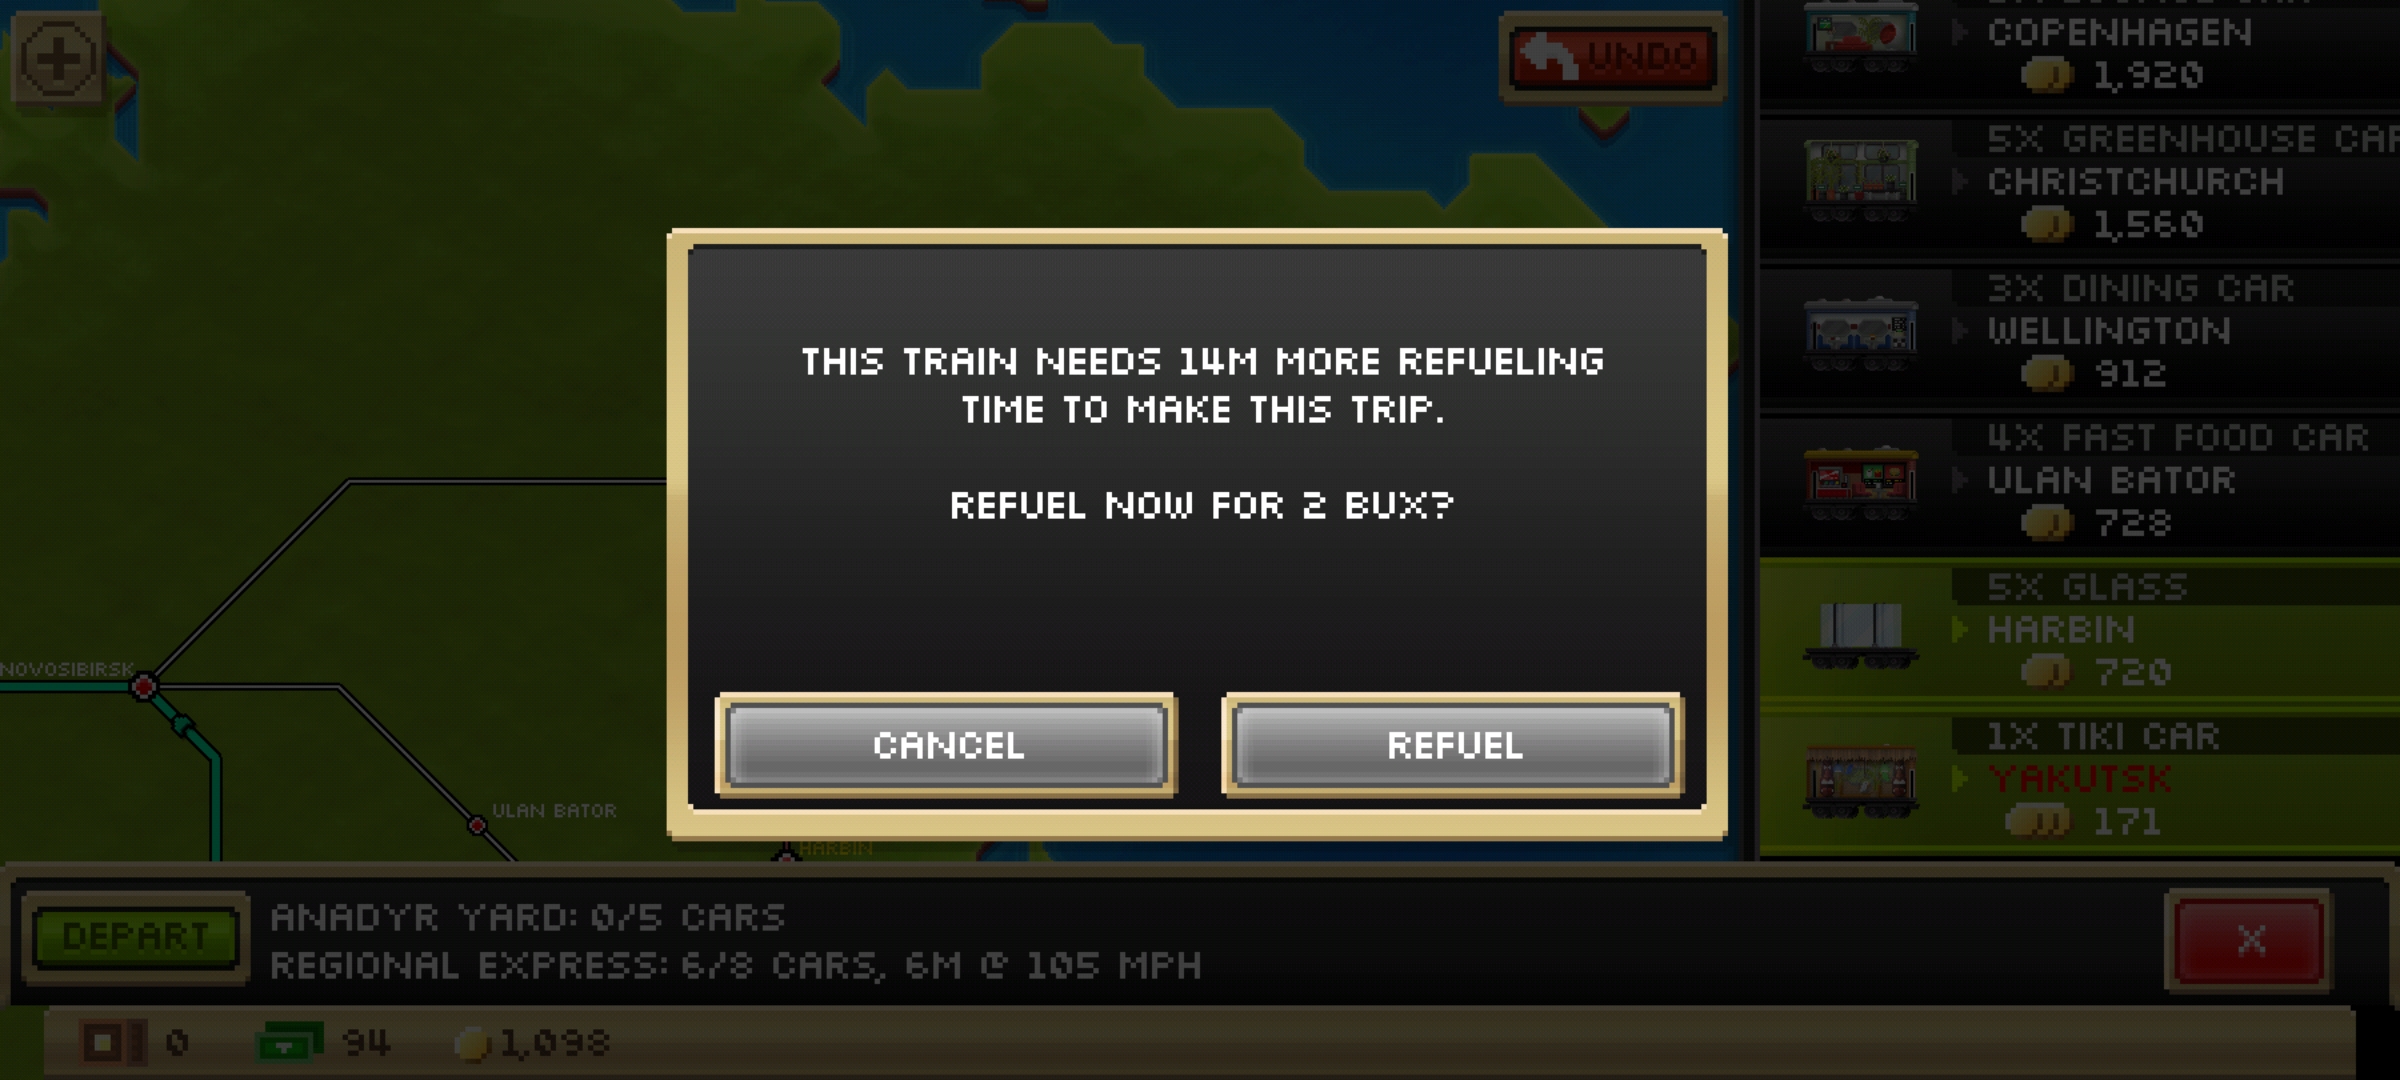 UNDO
COPENHAGEN
1,920
5X GREENHOUSE CAR
CHRISTCHURCH
1,560
3X DINING CAR
WELLINGTON
912
4X FAST FOOD CAR
ULAN BATOR
728
5X GLASS
HARBIN
720
1X TIKI CAR
YAKUTSK
171
THIS TRAIN NEEDS 14M MORE REFUELING
TIME TO MAKE THIS TRIP.
REFUEL NOW FOR 2 BUX?
CANCEL
REFUEL
NOVOSIBIRSK
ULAN BATOR
HARBIN
DEPART
ANADYR YARD: 0/5 CARS
REGIONAL EXPRESS: 6/8 CARS, 6M @ 105 MPH
X
0
94
1,098